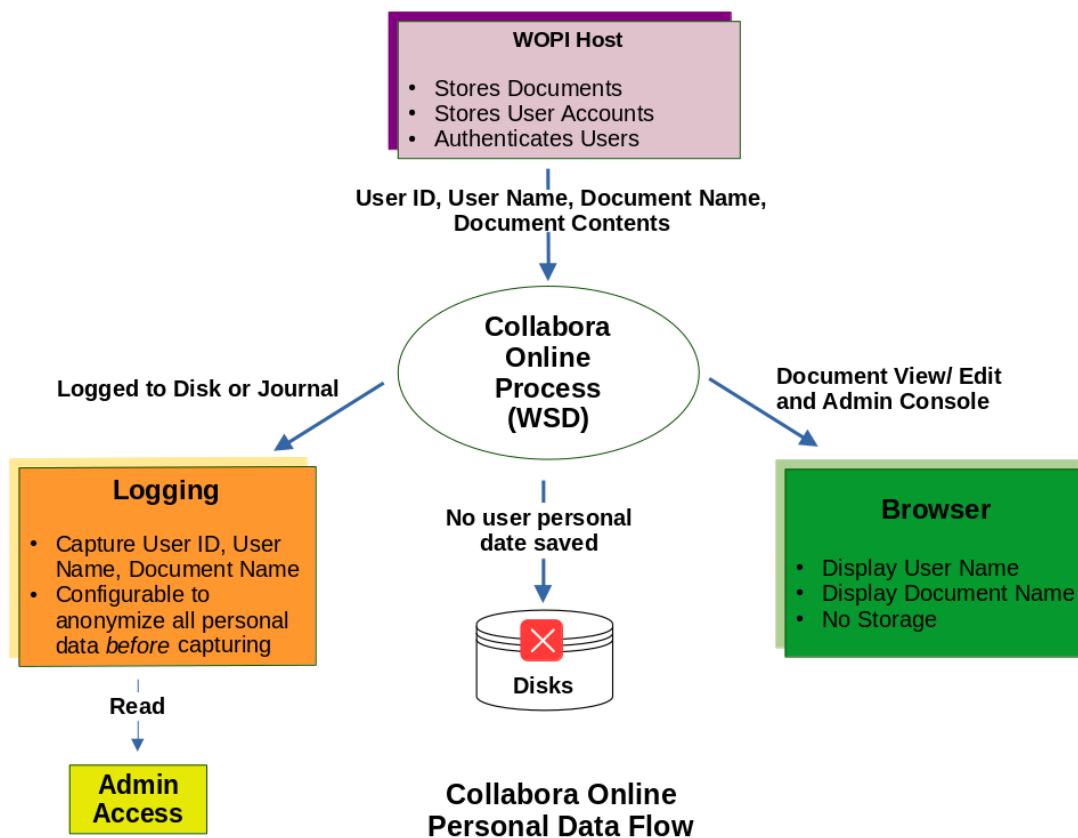 WOPI Host
• Stores Documents
• Stores User Accounts
• Authenticates Users
User ID, User Name, Document Name,
Document Contents
Collabora
Online
Process
(WSD)
Logged to Disk or Journal
Document View/ Edit
and Admin Console
Logging
• Capture User ID, User
Name, Document Name
• Configurable to
anonymize all personal
data before capturing
No user personal
date saved
Disks
Browser
• Display User Name
• Display Document Name
• No Storage
Read
Admin
Access
Collabora Online
Personal Data Flow